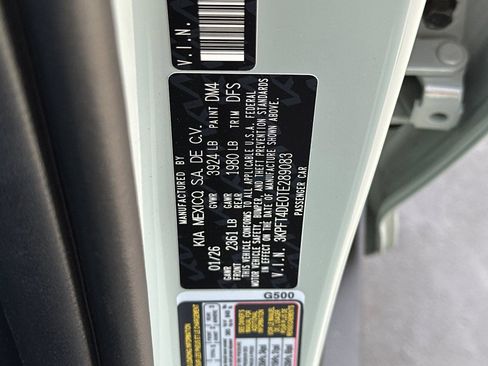 V.I.N.
MANUFACTURED BY
KIA MEXICO, S.A. DE C.V.
01/26 GVWR 3924 LB PAINT DM4
GAWR FRONT 2361 LB GAWR REAR 1980 LB TRIM DFS
THIS VEHICLE CONFORMS TO ALL APPLICABLE U.S.A. FEDERAL
MOTOR VEHICLE SAFETY, BUMPER, AND THEFT PREVENTION STANDARDS
IN EFFECT ON THE DATE OF MANUFACTURE SHOWN ABOVE.
V.I.N. 3KPFT4DE0TE289083
PASSENGER CAR
G500